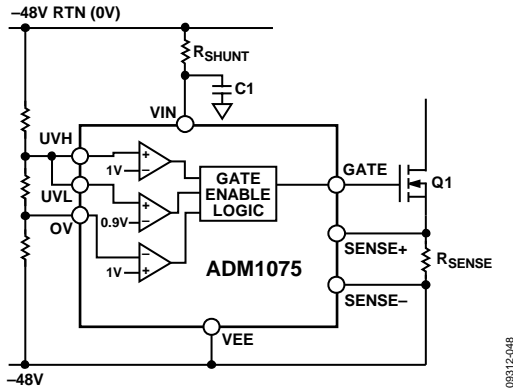 −48V RTN (0V)
RSHUNT
C1
VIN
UVH
+
1V
−
GATE
ENABLE
LOGIC
GATE
Q1
UVL
+
0.9V
−
OV
−
1V
+
ADM1075
SENSE+
RSENSE
SENSE−
VEE
−48V
09312-048